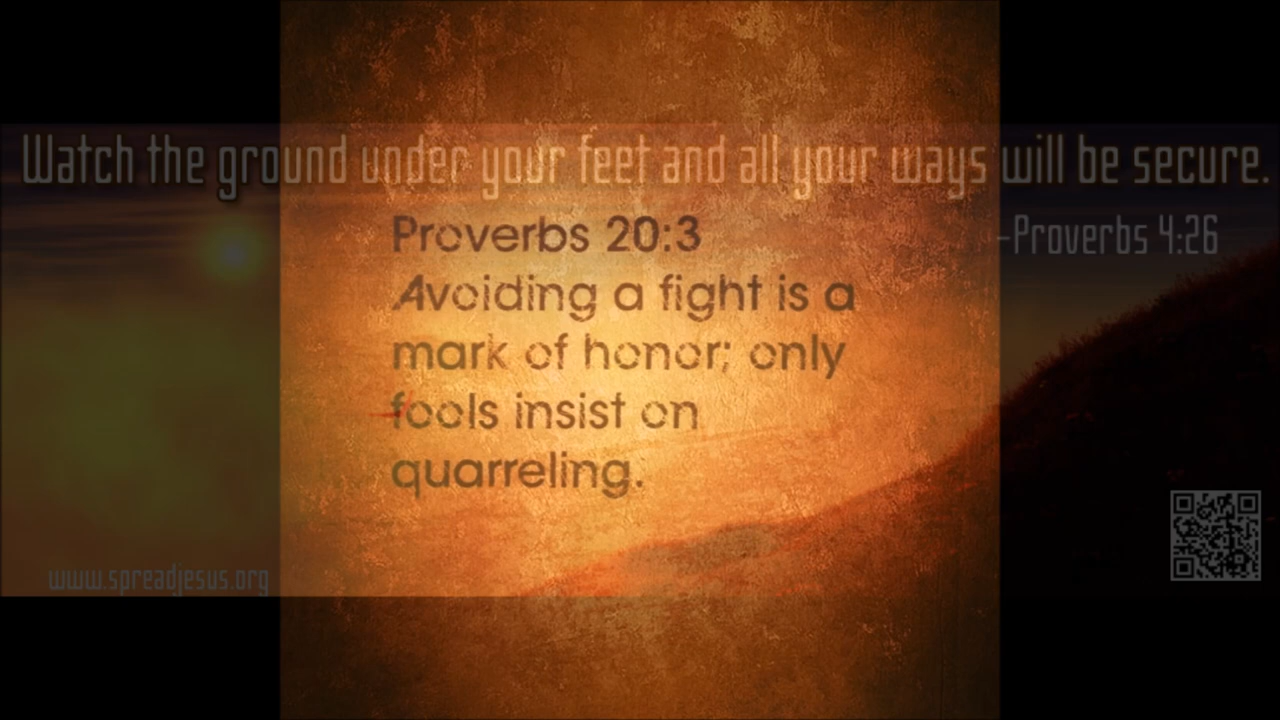 Watch the ground under your feet and all your ways will be secure.
-Proverbs 4:26
Proverbs 20:3
Avoiding a fight is a
mark of honor; only
fools insist on
quarreling.
www.spreadjesus.org